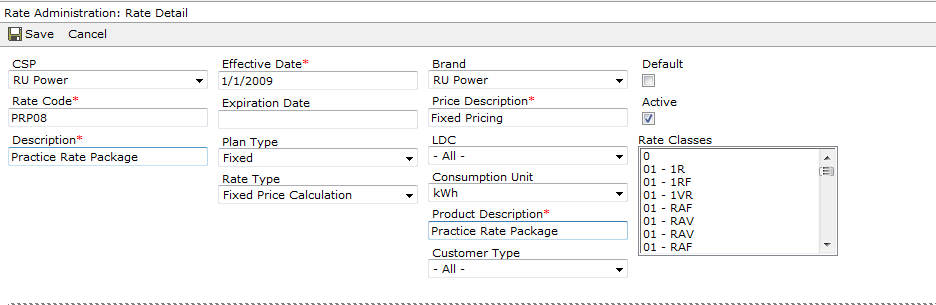 Rate Administration: Rate Detail
Save Cancel
CSP
RU Power
Rate Code*
PRP08
Description*
Practice Rate Package
Effective Date*
1/1/2009
Expiration Date
Plan Type
Fixed
Rate Type
Fixed Price Calculation
Brand
RU Power
Price Description*
Fixed Pricing
LDC
- All -
Consumption Unit
kWh
Product Description*
Practice Rate Package
Customer Type
- All -
Default
Active
Rate Classes
0
01 - 1R
01 - 1RF
01 - 1VR
01 - RAF
01 - RAV
01 - RAV
01 - RAF